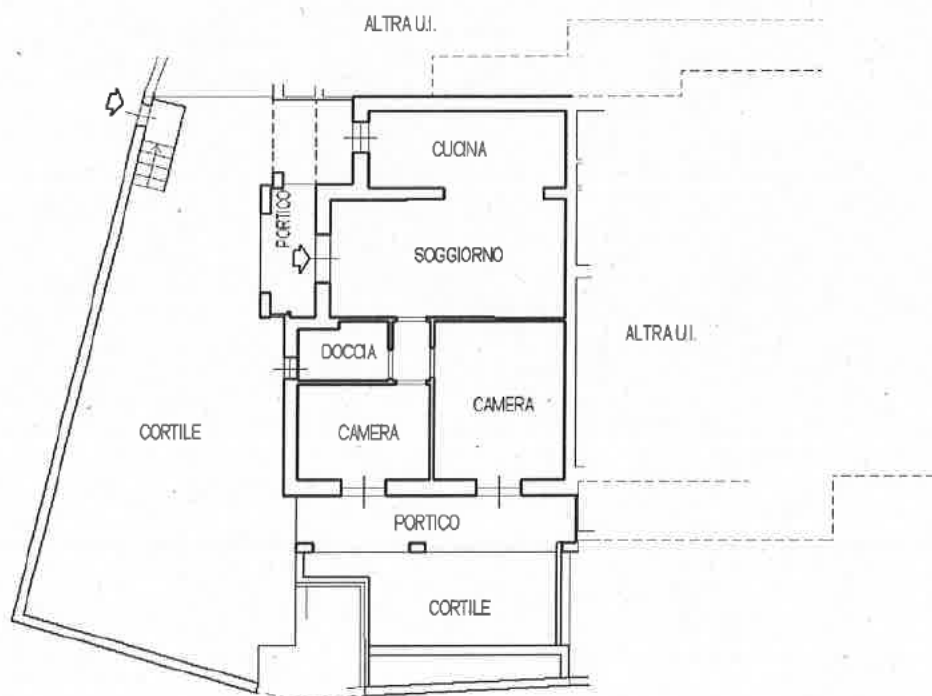 ALTRA U.I.
CUCINA
PORTICO
SOGGIORNO
ALTRA U.I.
DOCCIA
CAMERA
CAMERA
CORTILE
PORTICO
CORTILE